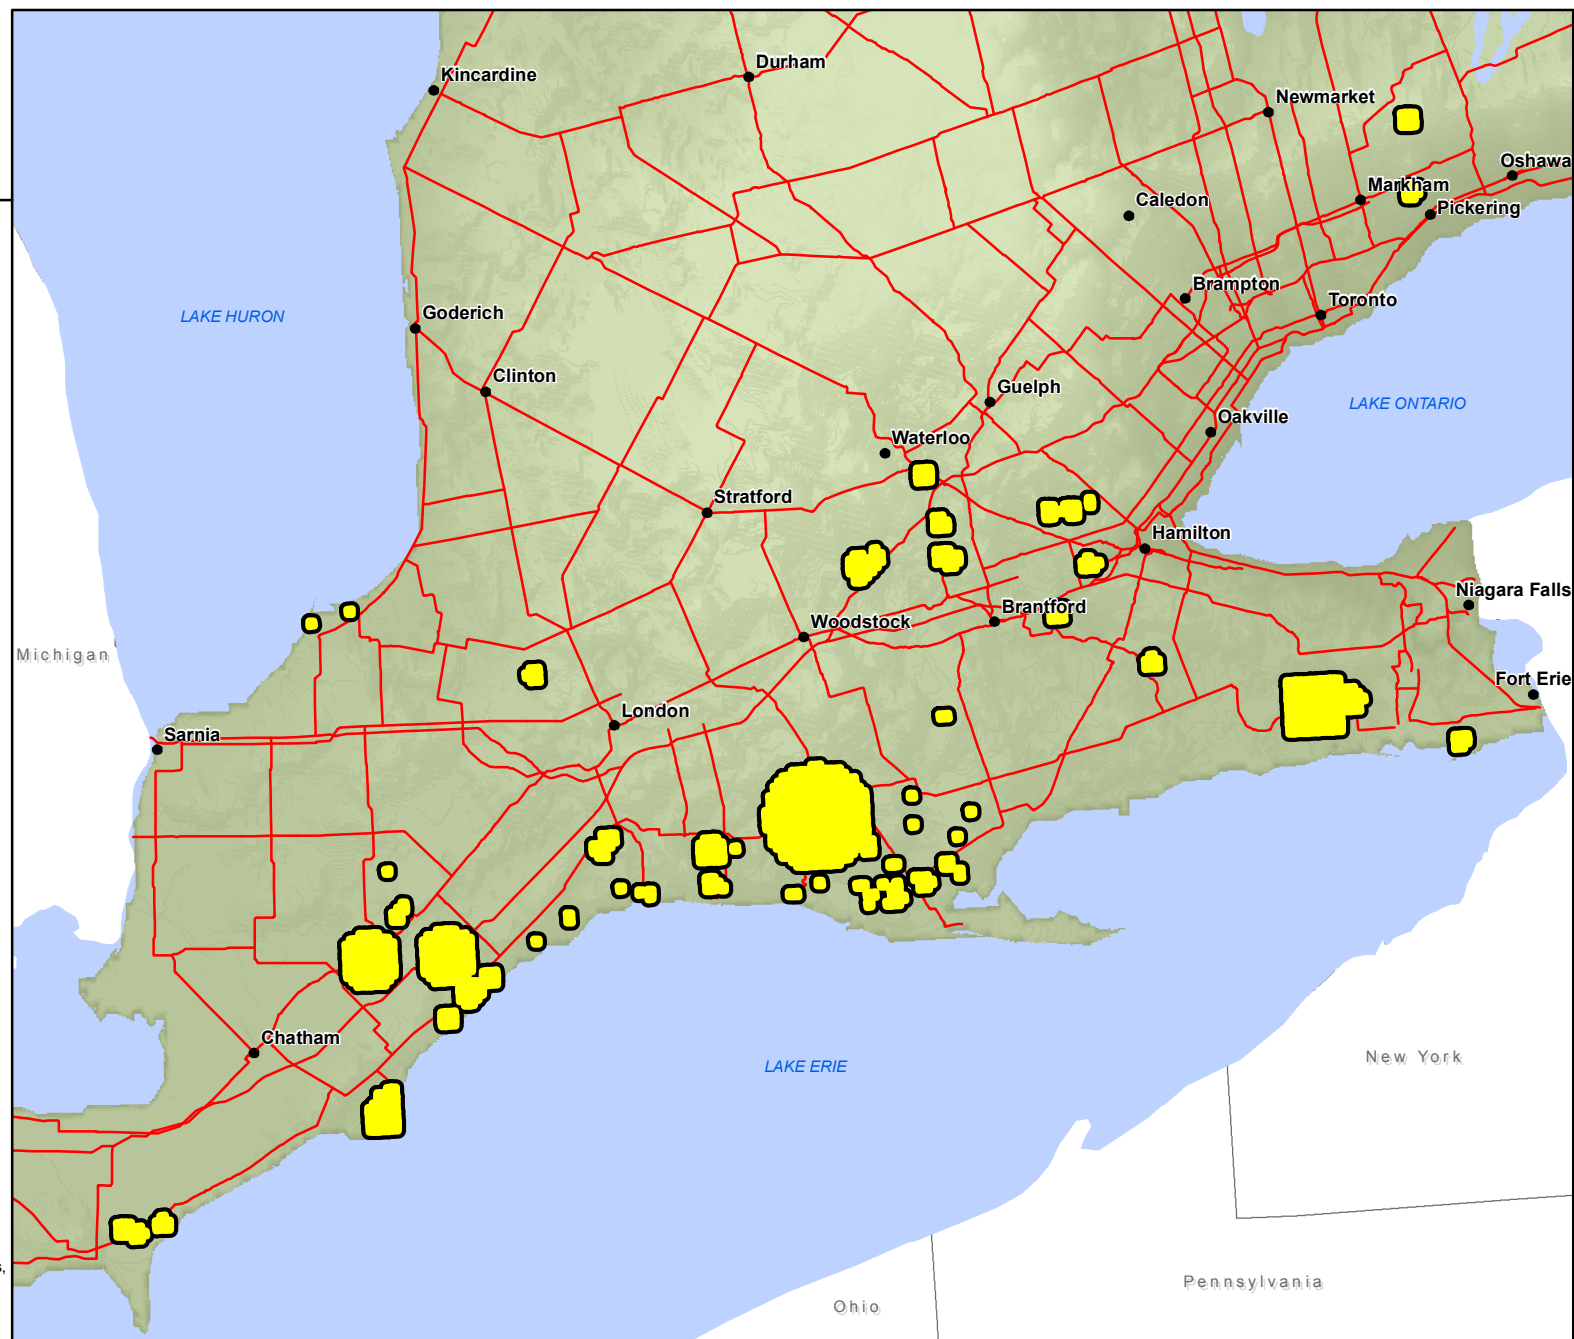 Durham
Kincardine
Newmarket
Oshawa
Markham
Caledon
Pickering
Brampton
Toronto
LAKE HURON
Goderich
Clinton
Guelph
LAKE ONTARIO
Oakville
Waterloo
Stratford
Hamilton
Niagara Falls
Brantford
Woodstock
Michigan
Fort Erie
London
Sarnia
Chatham
New York
LAKE ERIE
s,
Pennsylvania
Ohio